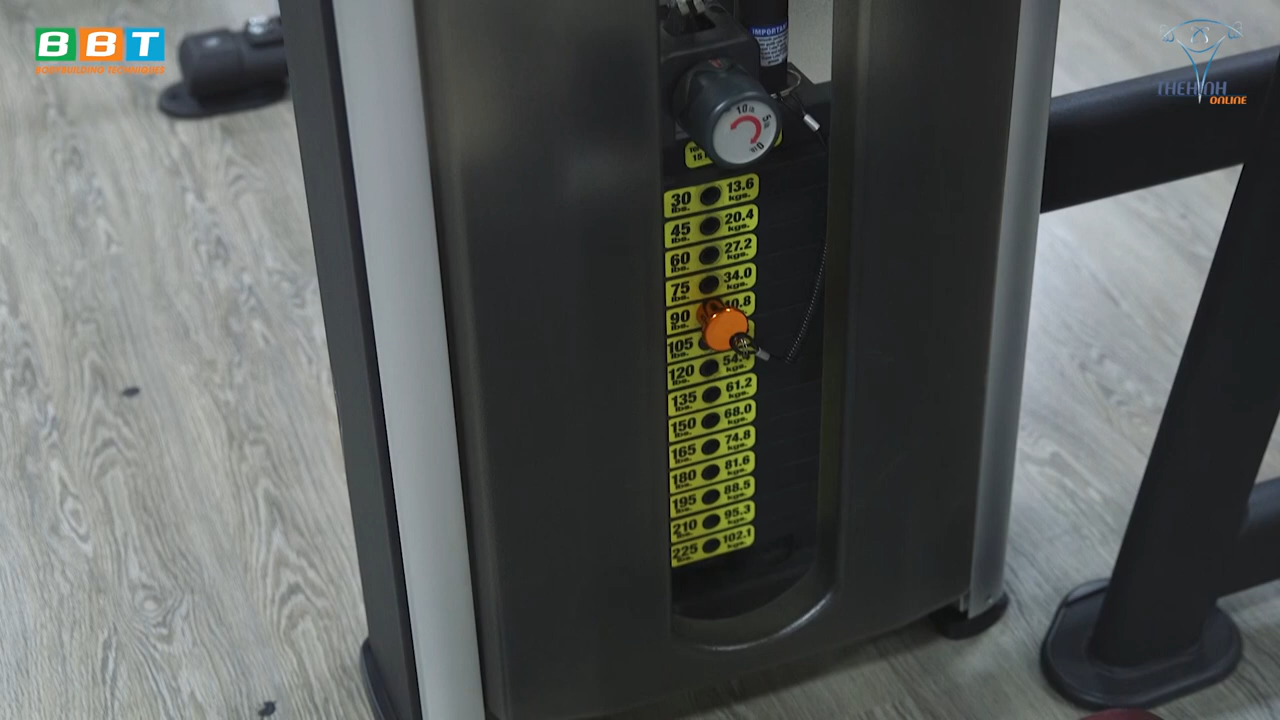 BBT
BODYBUILDING TECHNIQUES
THEHINH
ONLINE
IMPORTANT
10 5 0
30 lbs. 13.6 kgs.
45 lbs. 20.4 kgs.
60 lbs. 27.2 kgs.
75 lbs. 34.0 kgs.
90
105
120 lbs.
135 lbs. 61.2 kgs.
150 lbs. 68.0 kgs.
165 lbs. 74.8 kgs.
180 lbs. 81.6 kgs.
195 lbs. 88.5 kgs.
210 lbs. 95.3 kgs.
225 lbs. 102.1 kgs.